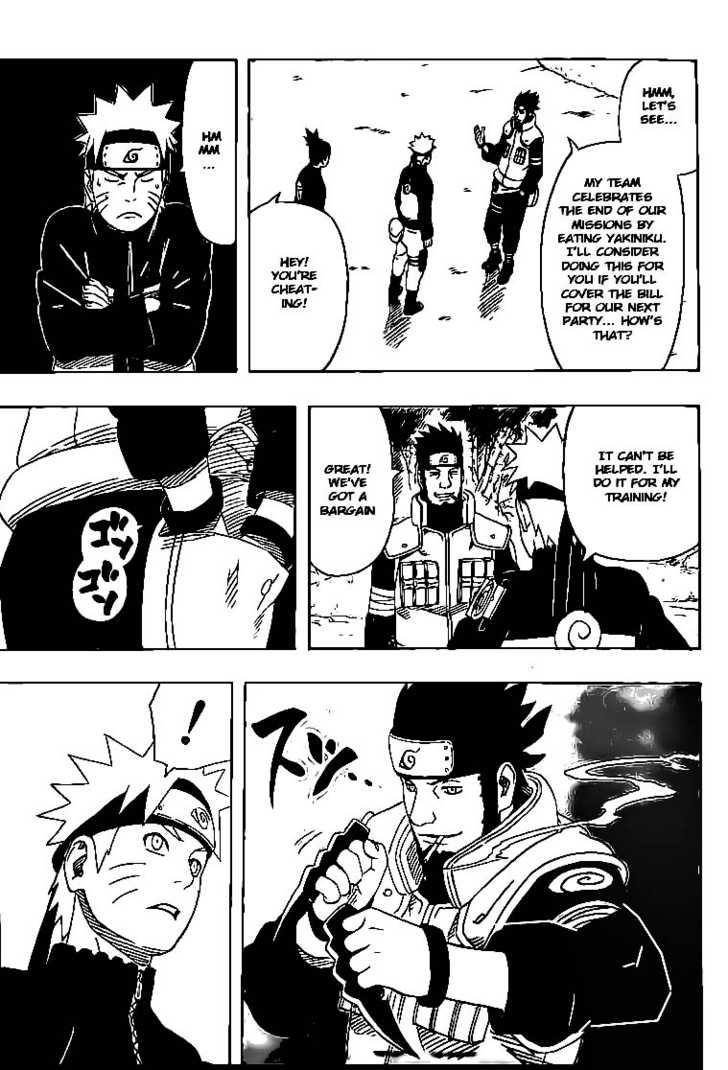 HMM,
LET'S
SEE...
MY TEAM
CELEBRATES
THE END OF OUR
MISSIONS BY
EATING YAKINIKU.
I'LL CONSIDER
DOING THIS FOR
YOU IF YOU'LL
COVER THE BILL
FOR OUR NEXT
PARTY... HOW'S
THAT?
HEY!
YOU'RE
CHEAT-
ING!
HM
MM
...
IT CAN'T BE
HELPED. I'LL
DO IT FOR MY
TRAINING!
GREAT!
WE'VE
GOT A
BARGAIN
ゴソ
ゴソ
スッ...
!